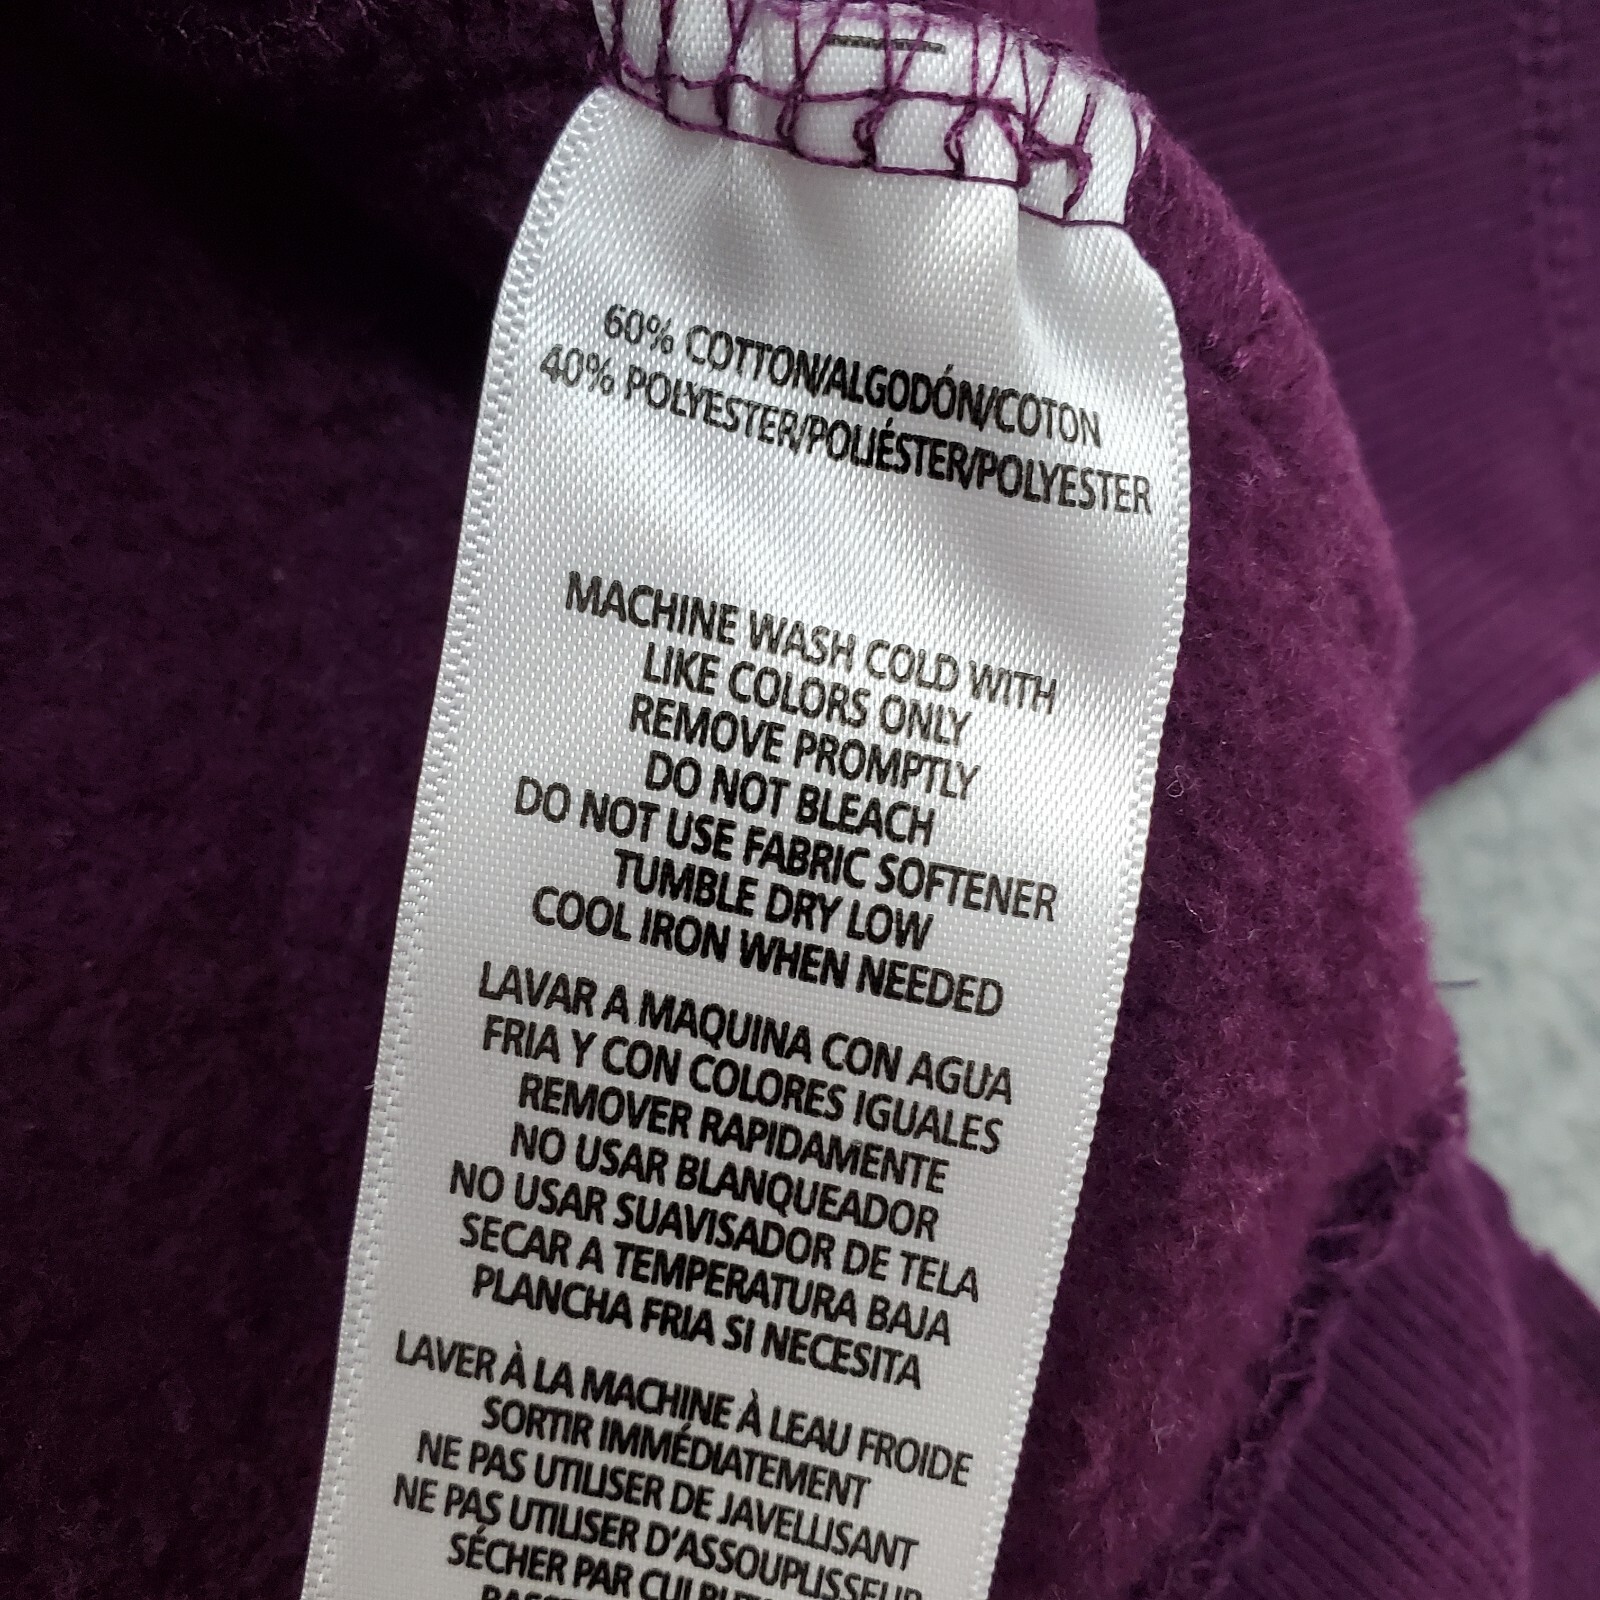 60% COTTON/ALGODÓN/COTON
40% POLYESTER/POLIÉSTER/POLYESTER
MACHINE WASH COLD WITH
LIKE COLORS ONLY
REMOVE PROMPTLY
DO NOT BLEACH
DO NOT USE FABRIC SOFTENER
TUMBLE DRY LOW
COOL IRON WHEN NEEDED
LAVAR A MAQUINA CON AGUA
FRIA Y CON COLORES IGUALES
REMOVER RAPIDAMENTE
NO USAR BLANQUEADOR
NO USAR SUAVISADOR DE TELA
SECAR A TEMPERATURA BAJA
PLANCHA FRIA SI NECESITA
LAVER À LA MACHINE À LEAU FROIDE
SORTIR IMMÉDIATEMENT
NE PAS UTILISER DE JAVELLISANT
NE PAS UTILISER D'ASSOUPLISSEUR
SÉCHER PAR